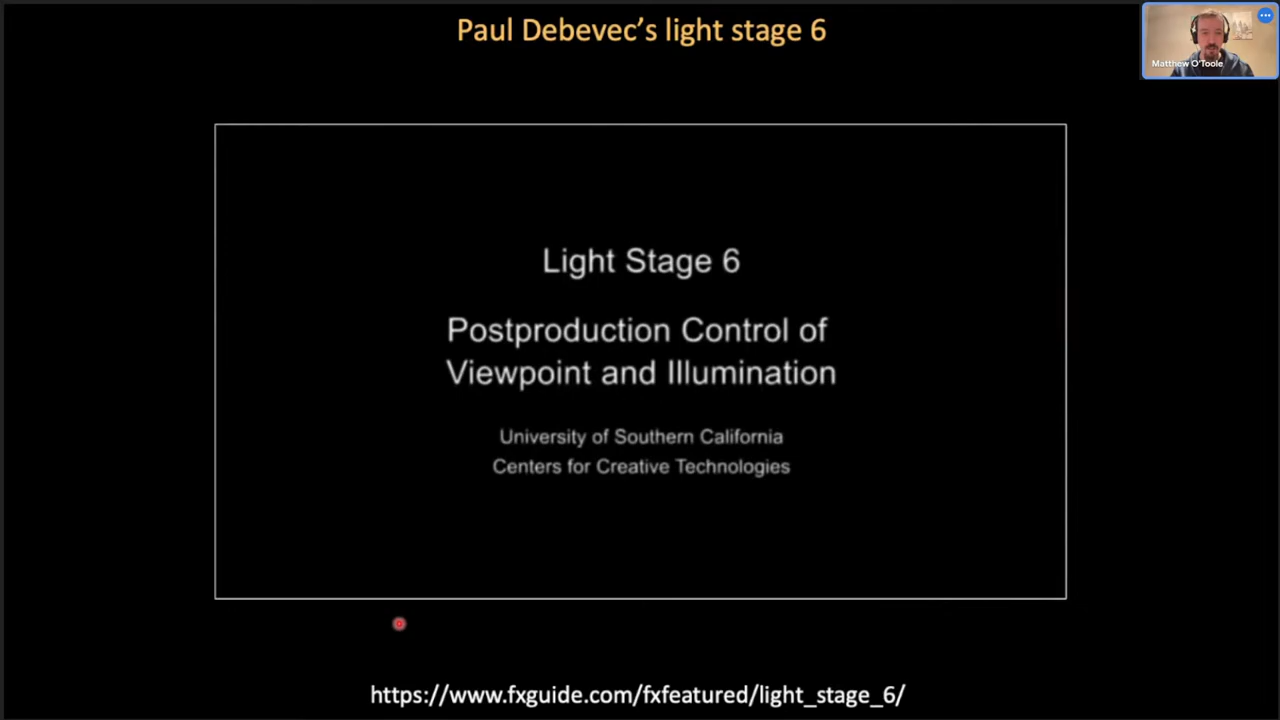 Paul Debevec's light stage 6
Matthew O'Toole
Light Stage 6
Postproduction Control of
Viewpoint and Illumination
University of Southern California
Centers for Creative Technologies
https://www.fxguide.com/fxfeatured/light_stage_6/